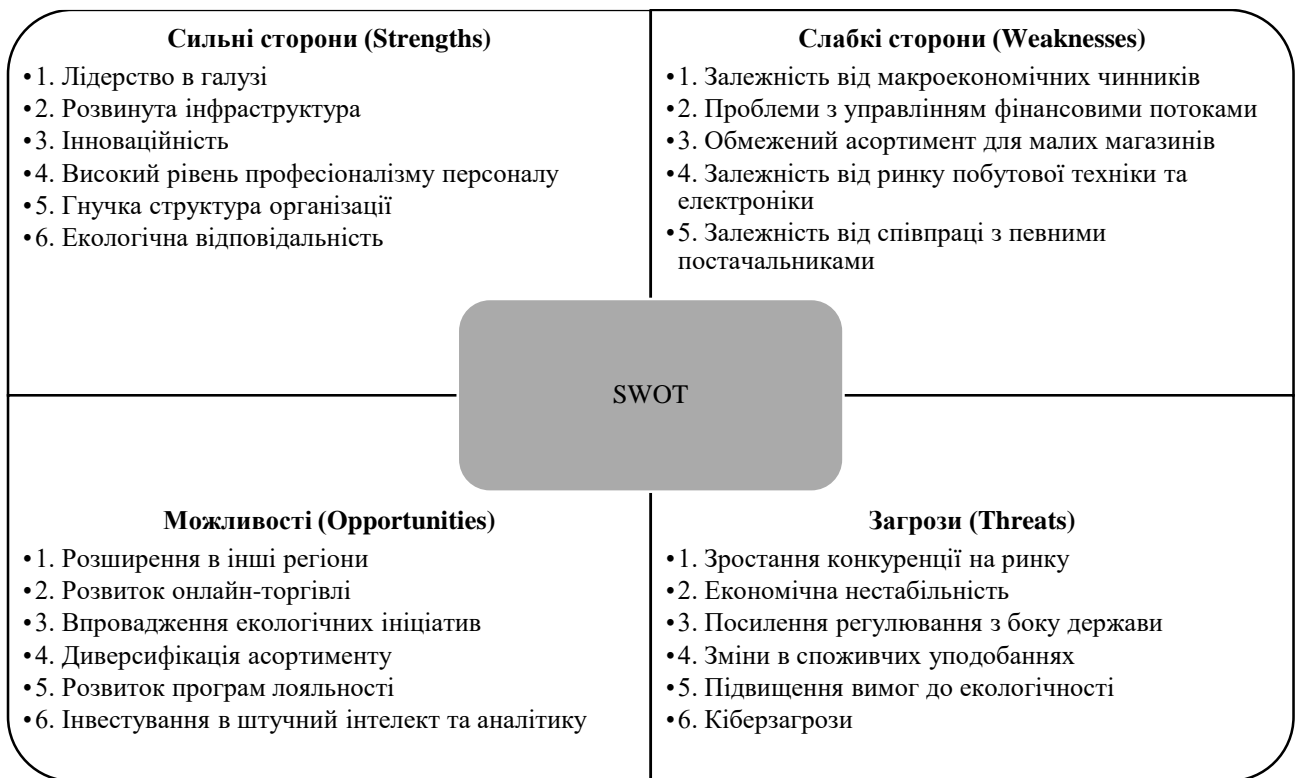 Сильні сторони (Strengths)
•1. Лідерство в галузі
•2. Розвинута інфраструктура
•3. Інноваційність
•4. Високий рівень професіоналізму персоналу
•5. Гнучка структура організації
•6. Екологічна відповідальність
Слабкі сторони (Weaknesses)
•1. Залежність від макроекономічних чинників
•2. Проблеми з управлінням фінансовими потоками
•3. Обмежений асортимент для малих магазинів
•4. Залежність від ринку побутової техніки та
електроніки
•5. Залежність від співпраці з певними
постачальниками
SWOT
Можливості (Opportunities)
•1. Розширення в інші регіони
•2. Розвиток онлайн-торгівлі
•3. Впровадження екологічних ініціатив
•4. Диверсифікація асортименту
•5. Розвиток програм лояльності
•6. Інвестування в штучний інтелект та аналітику
Загрози (Threats)
•1. Зростання конкуренції на ринку
•2. Економічна нестабільність
•3. Посилення регулювання з боку держави
•4. Зміни в споживчих уподобаннях
•5. Підвищення вимог до екологічності
•6. Кіберзагрози